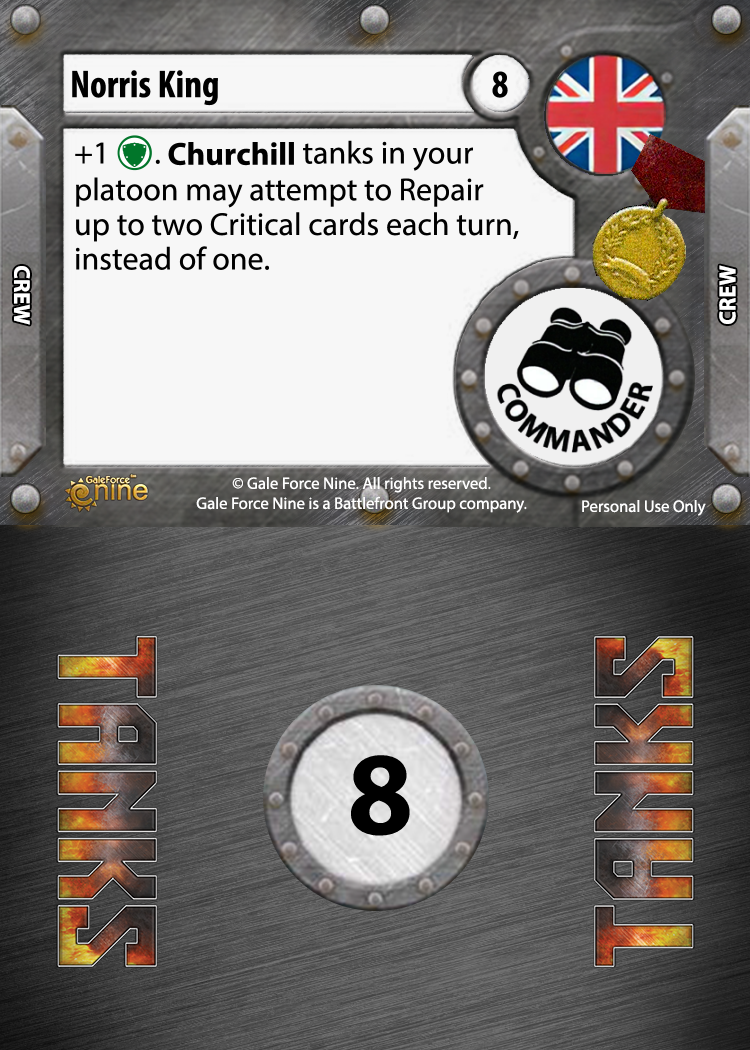 Norris King
8
+1 . Churchill tanks in your
platoon may attempt to Repair
up to two Critical cards each turn,
instead of one.
CREW
CREW
COMMANDER
GaleForce™
nine
© Gale Force Nine. All rights reserved.
Gale Force Nine is a Battlefront Group company.
Personal Use Only
TANKS
8
TANKS